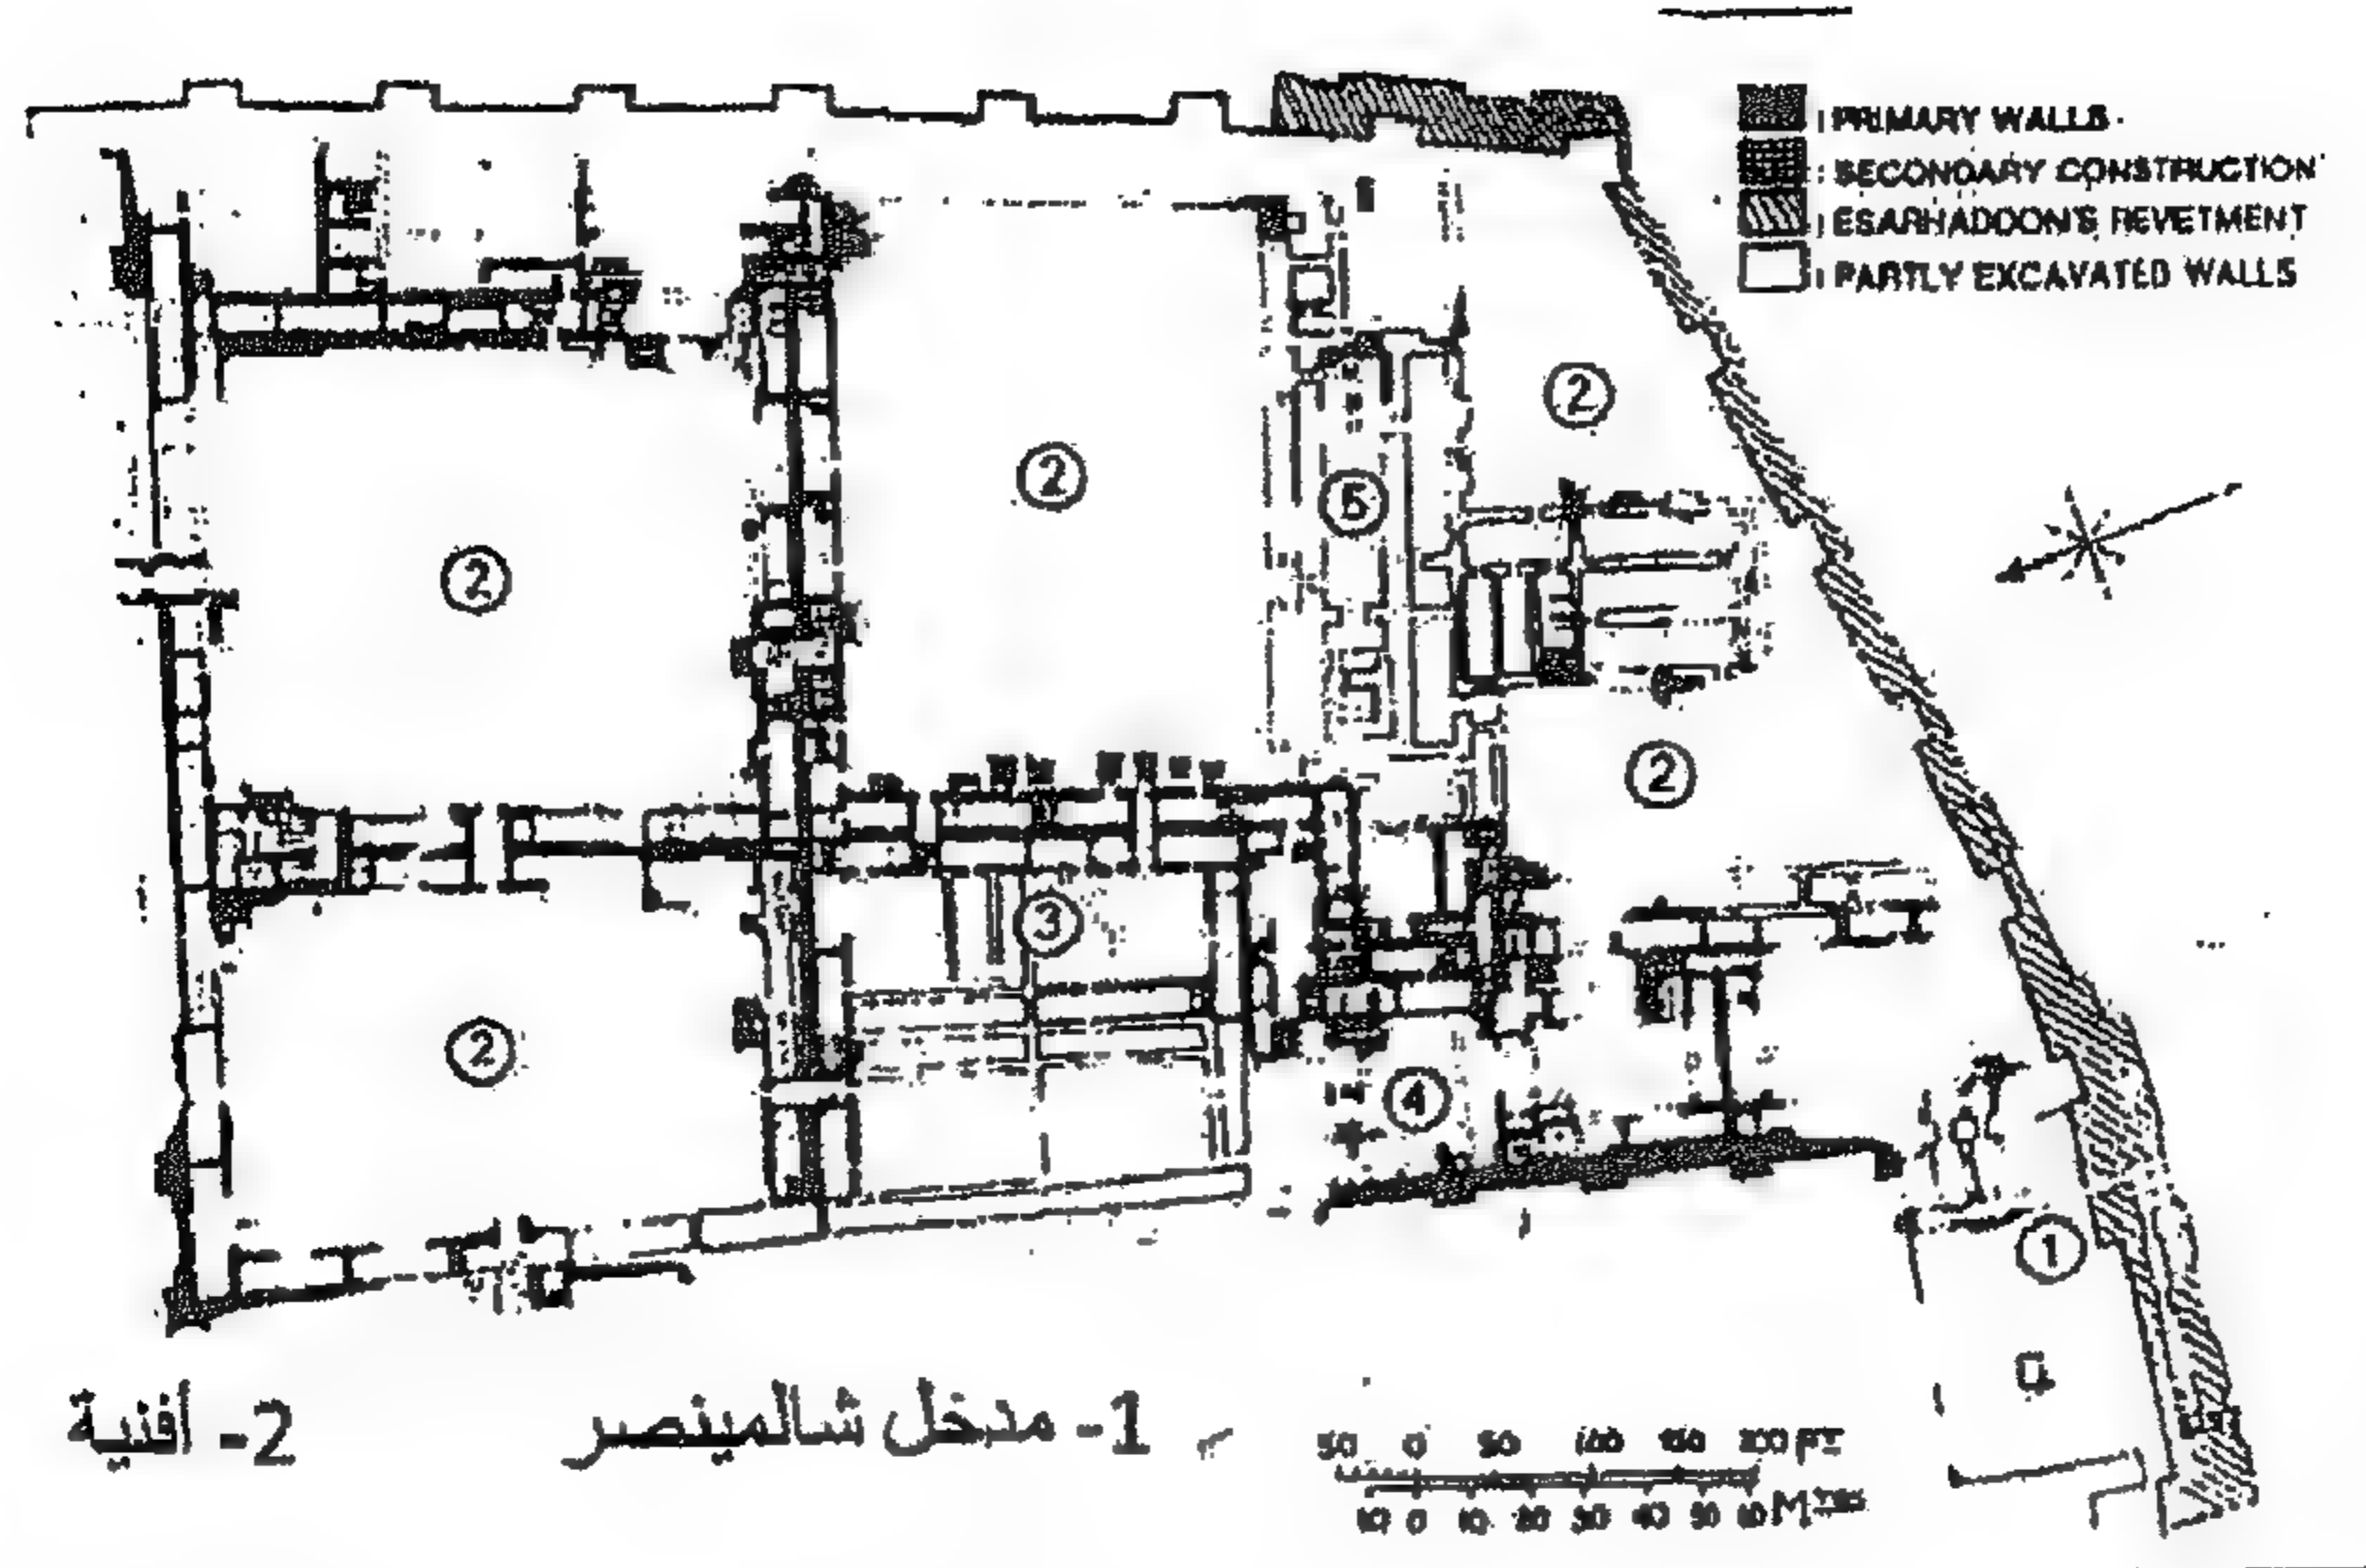 PRIMARY WALLS
SECONDARY CONSTRUCTION
ESARHADDON'S REVETMENT
PARTLY EXCAVATED WALLS
2
2
5
2
2
3
2
4
1
1- مدخل شالمينصر
2- أفنية
50 0 50 100 150 200 FT
10 0 10 20 30 40 50 60